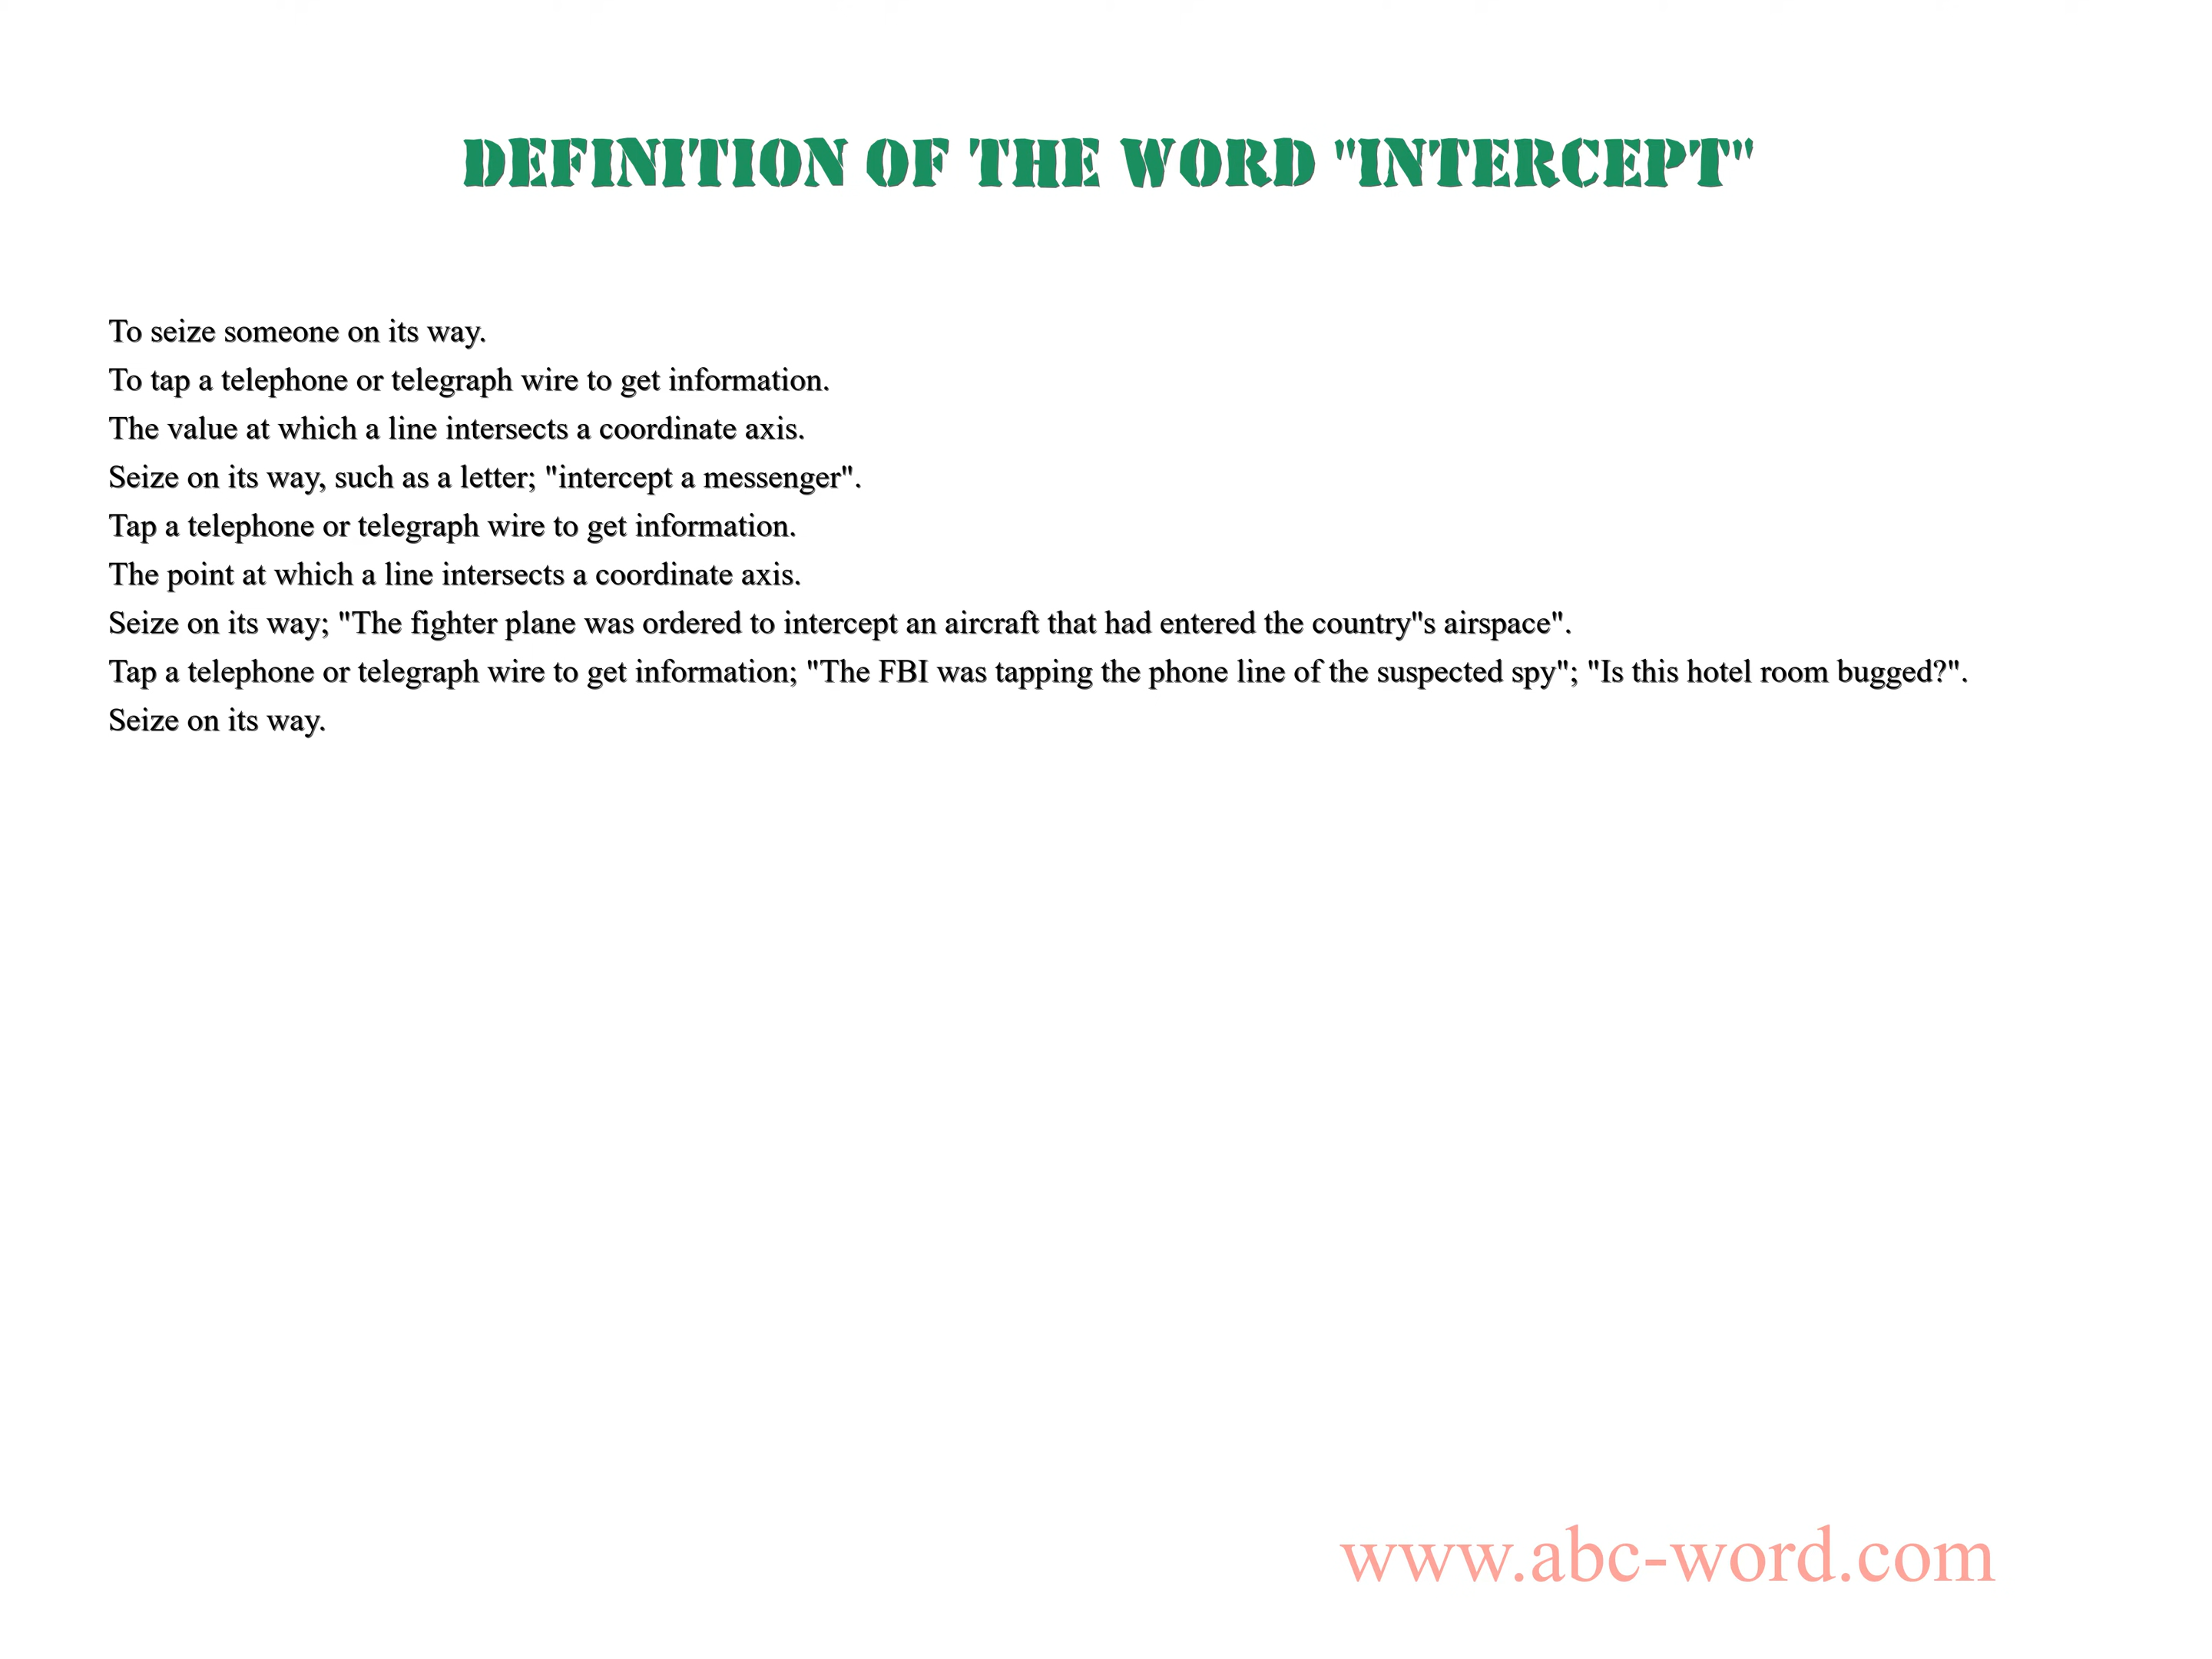 DEFINITION OF THE WORD "INTERCEPT"
To seize someone on its way.
To tap a telephone or telegraph wire to get information.
The value at which a line intersects a coordinate axis.
Seize on its way, such as a letter; "intercept a messenger".
Tap a telephone or telegraph wire to get information.
The point at which a line intersects a coordinate axis.
Seize on its way; "The fighter plane was ordered to intercept an aircraft that had entered the country"s airspace".
Tap a telephone or telegraph wire to get information; "The FBI was tapping the phone line of the suspected spy"; "Is this hotel room bugged?".
Seize on its way.
www.abc-word.com